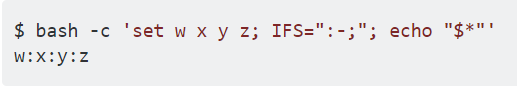 $ bash -c 'set w x y z; IFS=":-;"; echo "$*"'
w:x:y:z